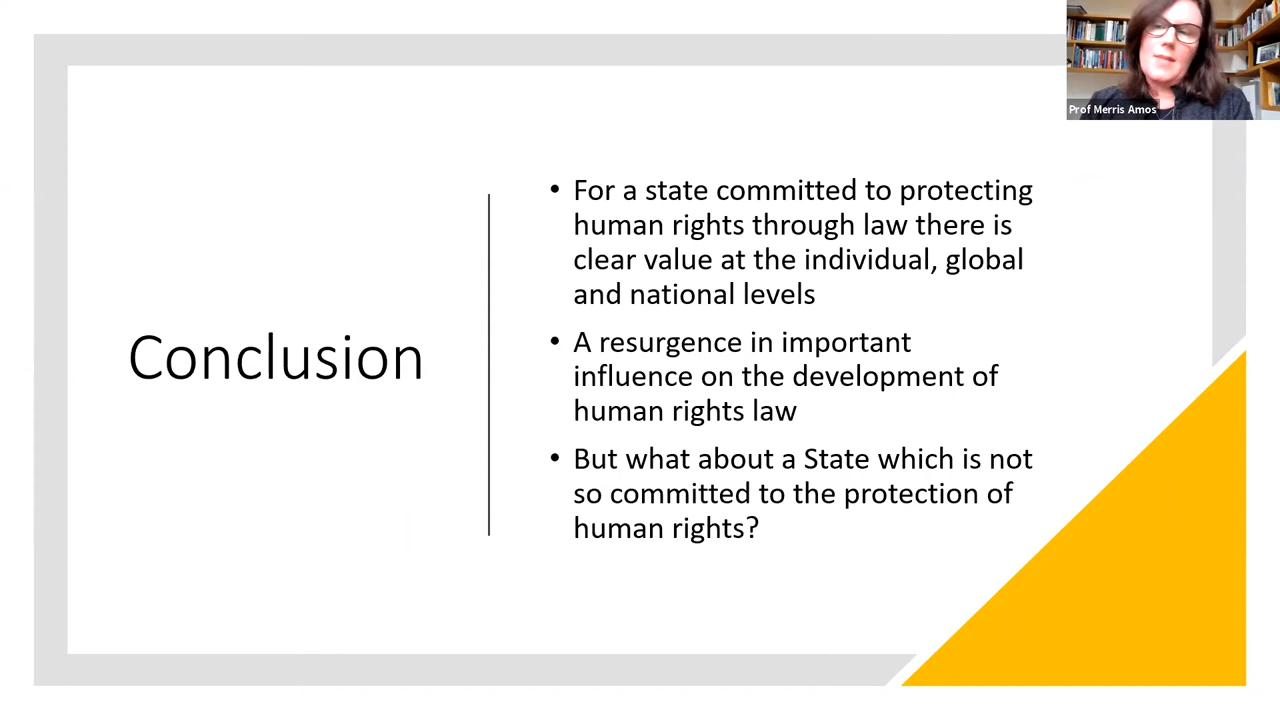 Prof Merris Amos
Conclusion
• For a state committed to protecting
human rights through law there is
clear value at the individual, global
and national levels
• A resurgence in important
influence on the development of
human rights law
• But what about a State which is not
so committed to the protection of
human rights?